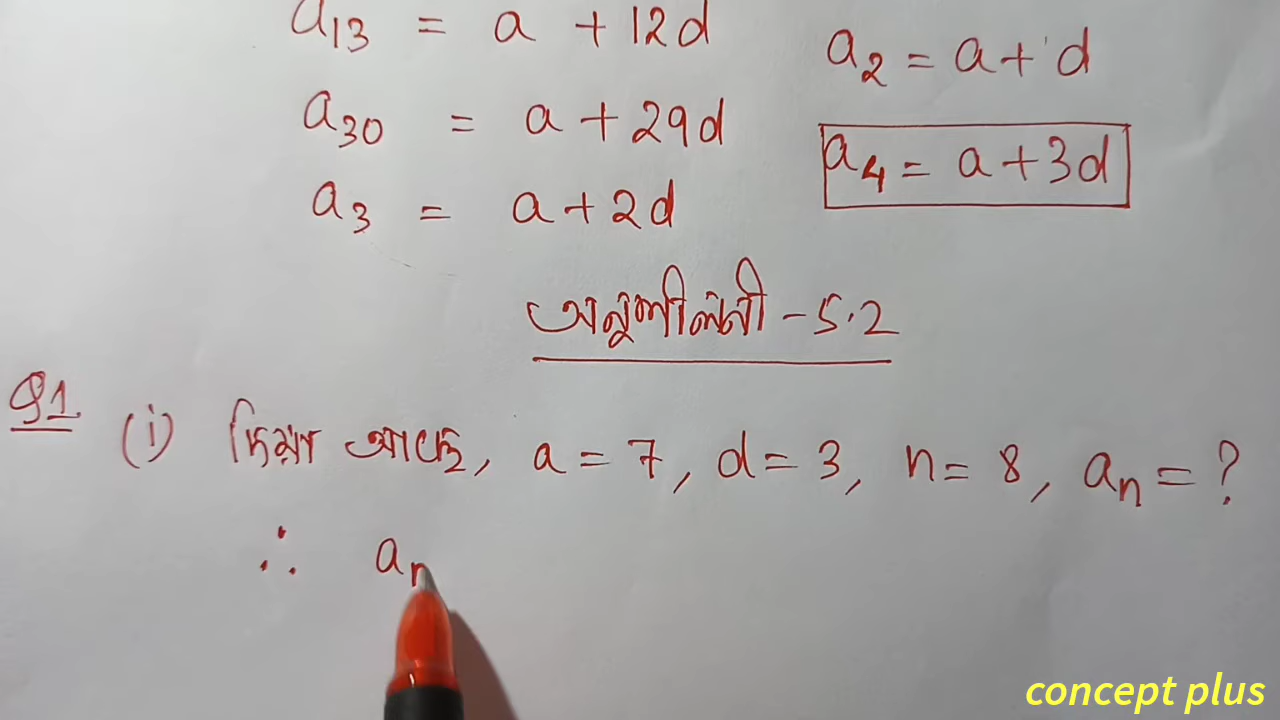 a₁₃ = a + 12d
a₃₀ = a + 29d
a₃ = a + 2d
a₂ = a + d
a₄ = a + 3d
অনুশীলনী - 5.2
Q1. (i) দিয়া আছে, a = 7, d = 3, n = 8, aₙ = ?
∴ aₙ
concept plus